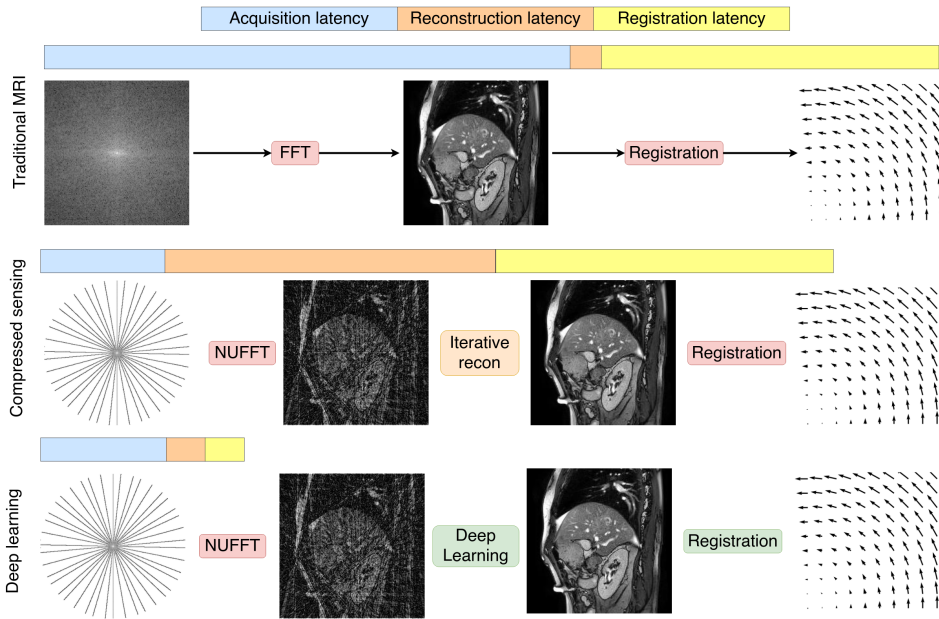 Acquisition latency Reconstruction latency Registration latency
Traditional MRI
FFT
Registration
Compressed sensing
NUFFT
Iterative
recon
Registration
Deep learning
NUFFT
Deep
Learning
Registration